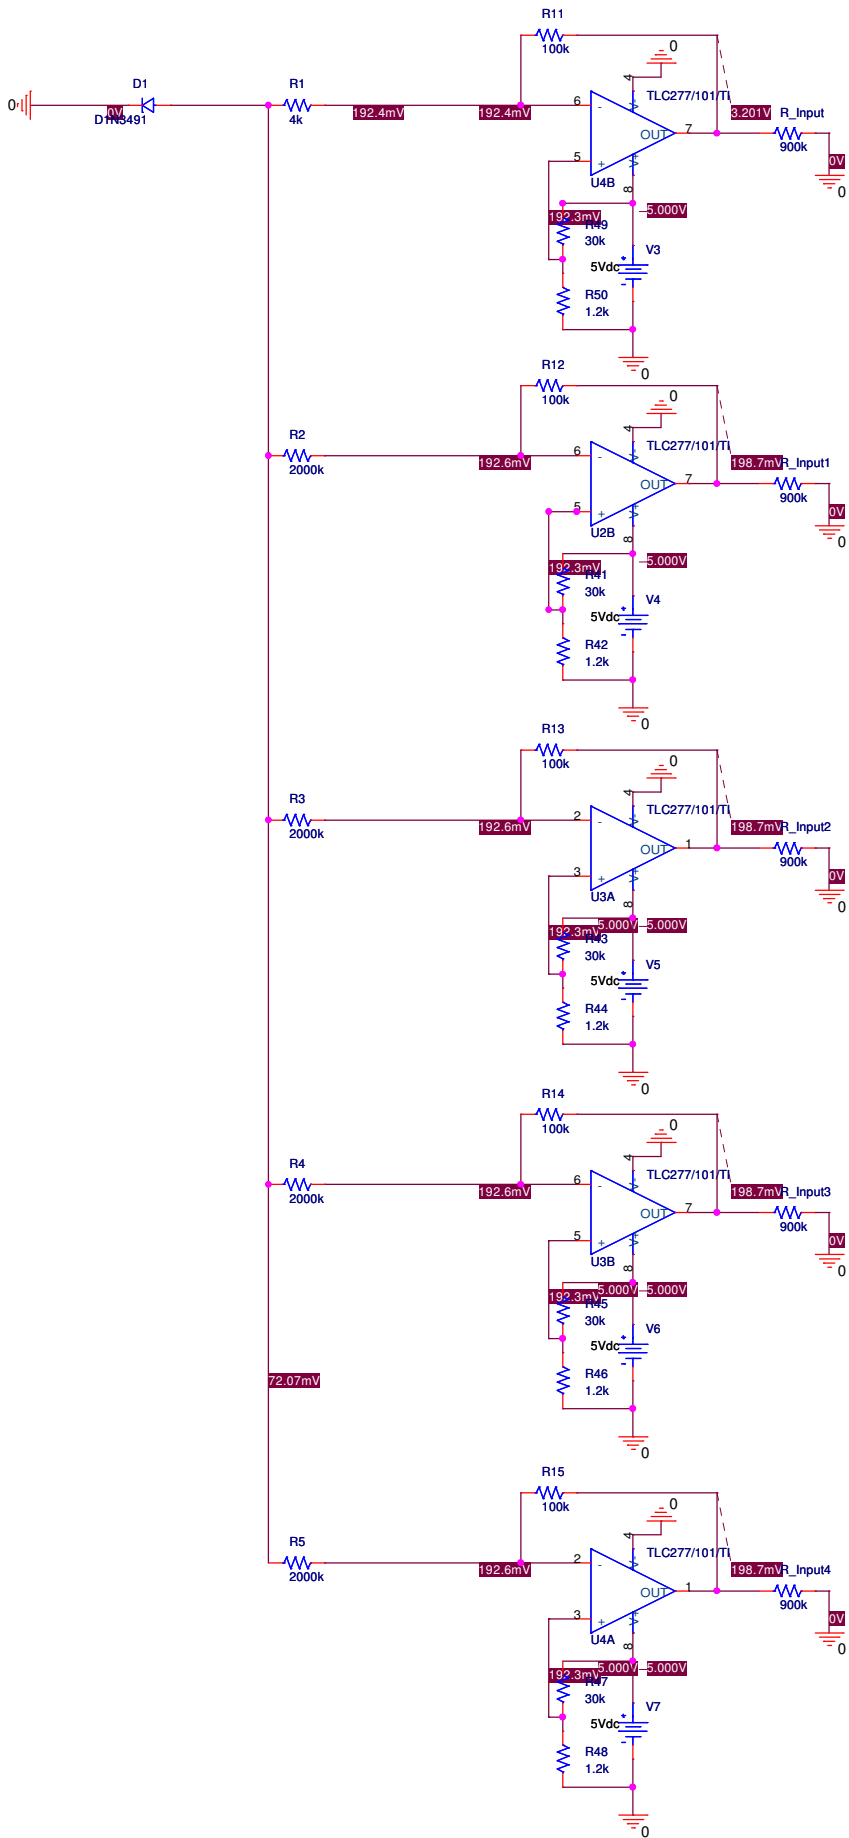 R11
100k
0
4
V-
TLC277/101/TI
D1
0
0V
D1N3491
R1
4k
192.4mV
192.4mV
6
-
OUT
7
3.201V
R_Input
900k
0V
0
5
+
V+
U4B
8
192.3mV
5.000V
R49
30k
V3
5Vdc
R50
1.2k
0
R12
100k
0
4
V-
TLC277/101/TI
R2
2000k
192.6mV
6
-
OUT
7
198.7mV
R_Input1
900k
0V
0
5
+
V+
U2B
8
192.3mV
5.000V
R41
30k
V4
5Vdc
R42
1.2k
0
R13
100k
0
4
V-
TLC277/101/TI
R3
2000k
192.6mV
2
-
OUT
1
198.7mV
R_Input2
900k
0V
0
3
+
V+
U3A
8
192.3mV
5.000V
5.000V
R43
30k
V5
5Vdc
R44
1.2k
0
R14
100k
0
4
V-
TLC277/101/TI
R4
2000k
192.6mV
6
-
OUT
7
198.7mV
R_Input3
900k
0V
0
5
+
V+
U3B
8
192.3mV
5.000V
5.000V
R45
30k
V6
5Vdc
R46
1.2k
72.07mV
0
R15
100k
0
4
V-
TLC277/101/TI
R5
2000k
192.6mV
2
-
OUT
1
198.7mV
R_Input4
900k
0V
0
3
+
V+
U4A
8
192.3mV
5.000V
5.000V
R47
30k
V7
5Vdc
R48
1.2k
0